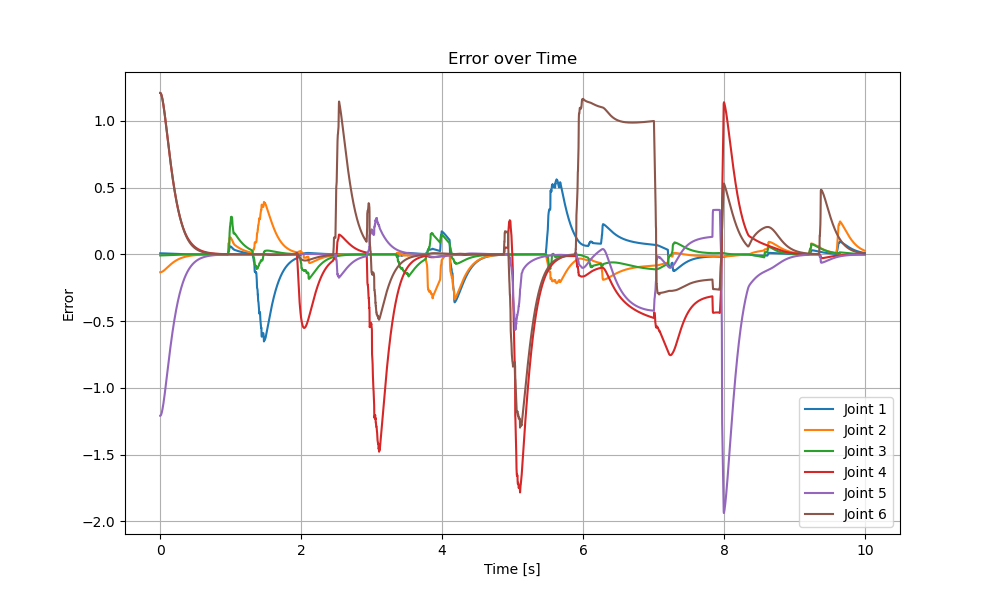 Error over Time
1.0
0.5
0.0
−0.5
−1.0
−1.5
−2.0
Error
0
2
4
6
8
10
Time [s]
Joint 1
Joint 2
Joint 3
Joint 4
Joint 5
Joint 6